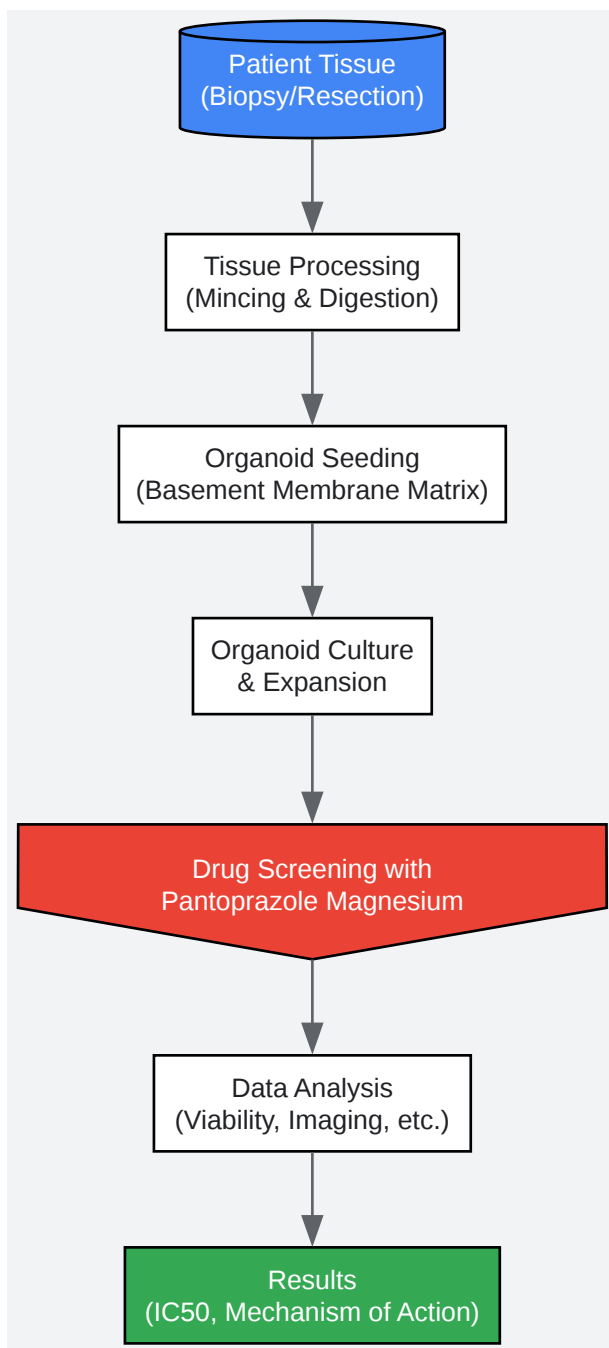 Patient Tissue
(Biopsy/Resection)
Tissue Processing
(Mincing & Digestion)
Organoid Seeding
(Basement Membrane Matrix)
Organoid Culture
& Expansion
Drug Screening with
Pantoprazole Magnesium
Data Analysis
(Viability, Imaging, etc.)
Results
(IC50, Mechanism of Action)